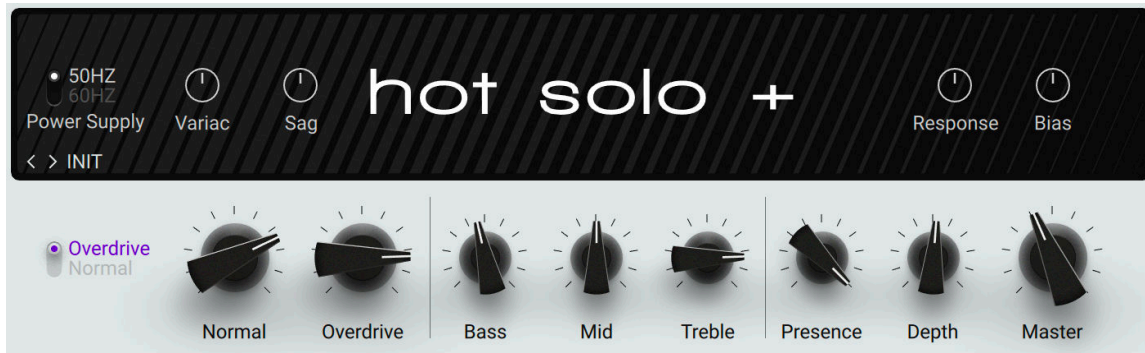 50HZ
60HZ
Power Supply
Variac
Sag
hot solo +
Response
Bias
< > INIT
Overdrive
Normal
Normal
Overdrive
Bass
Mid
Treble
Presence
Depth
Master